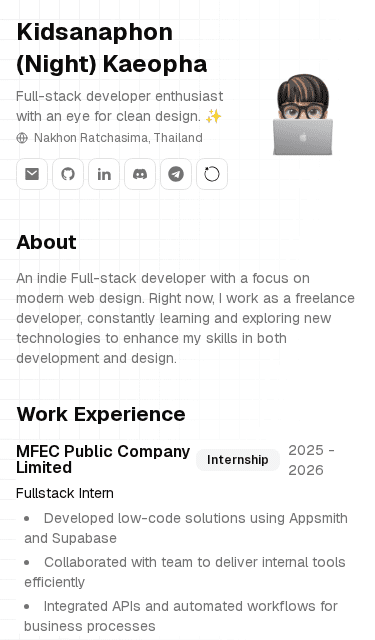 Kidsanaphon
(Night) Kaeopha
Full-stack developer enthusiast
with an eye for clean design. ✨
Nakhon Ratchasima, Thailand
About
An indie Full-stack developer with a focus on
modern web design. Right now, I work as a freelance
developer, constantly learning and exploring new
technologies to enhance my skills in both
development and design.
Work Experience
MFEC Public Company
Limited
Internship
2025 -
2026
Fullstack Intern
• Developed low-code solutions using Appsmith
and Supabase
• Collaborated with team to deliver internal tools
efficiently
• Integrated APIs and automated workflows for
business processes